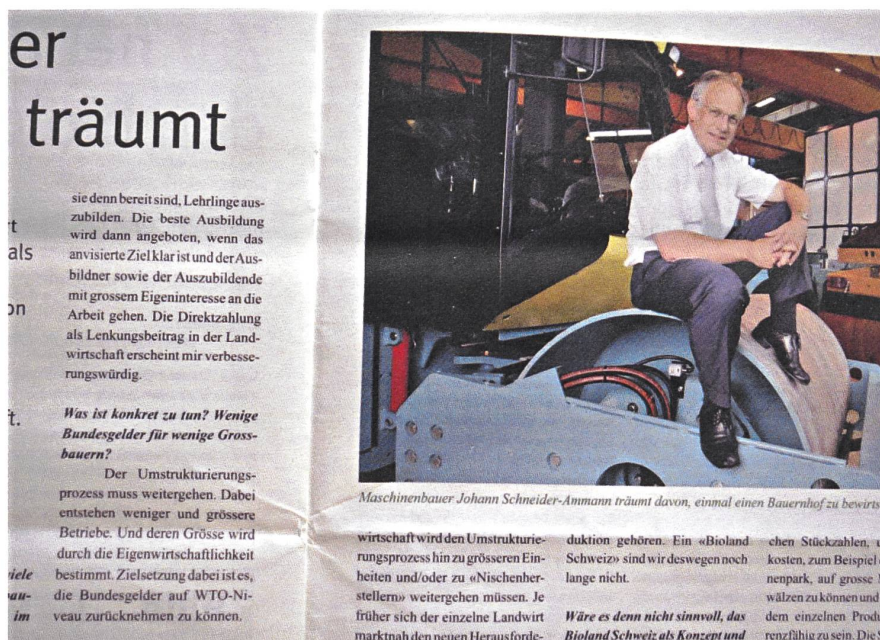 er
träumt
rt
als
on
t.
viele
im
sie denn bereit sind, Lehrlinge aus-
zubilden. Die beste Ausbildung
wird dann angeboten, wenn das
anvisierte Ziel klar ist und der Aus-
bildner sowie der Auszubildende
mit grossem Eigeninteresse an die
Arbeit gehen. Die Direktzahlung
als Lenkungsbeitrag in der Land-
wirtschaft erscheint mir verbesse-
rungswürdig.
Was ist konkret zu tun? Wenige
Bundesgelder für wenige Gross-
bauern?
Der Umstrukturierungs-
prozess muss weitergehen. Dabei
entstehen weniger und grössere
Betriebe. Und deren Grösse wird
durch die Eigenwirtschaftlichkeit
bestimmt. Zielsetzung dabei ist es,
die Bundesgelder auf WTO-Ni-
veau zurücknehmen zu können.
Maschinenbauer Johann Schneider-Ammann träumt davon, einmal einen Bauernhof zu bewirts
wirtschaft wird den Umstrukturie-
rungsprozess hin zu grösseren Ein-
heiten und/oder zu «Nischenher-
stellern» weitergehen müssen. Je
früher sich der einzelne Landwirt
marktnah den neuen Herausforde-
duktion gehören. Ein «Bioland
Schweiz» sind wir deswegen noch
lange nicht.
Wäre es denn nicht sinnvoll, das
Bioland Schweiz als Konzept und
chen Stückzahlen, u
kosten, zum Beispiel
nenpark, auf grosse
wälzen zu können und
dem einzelnen Produ
renzfähig zu sein. Die